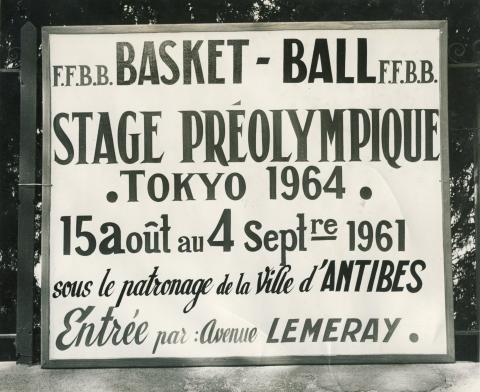 F.F.B.B. BASKET - BALL F.F.B.B.
STAGE PRÉOLYMPIQUE
• TOKYO 1964 •
15 août au 4 Septre 1961
sous le patronage de la Ville d'ANTIBES
Entrée par : Avenue LEMERAY .